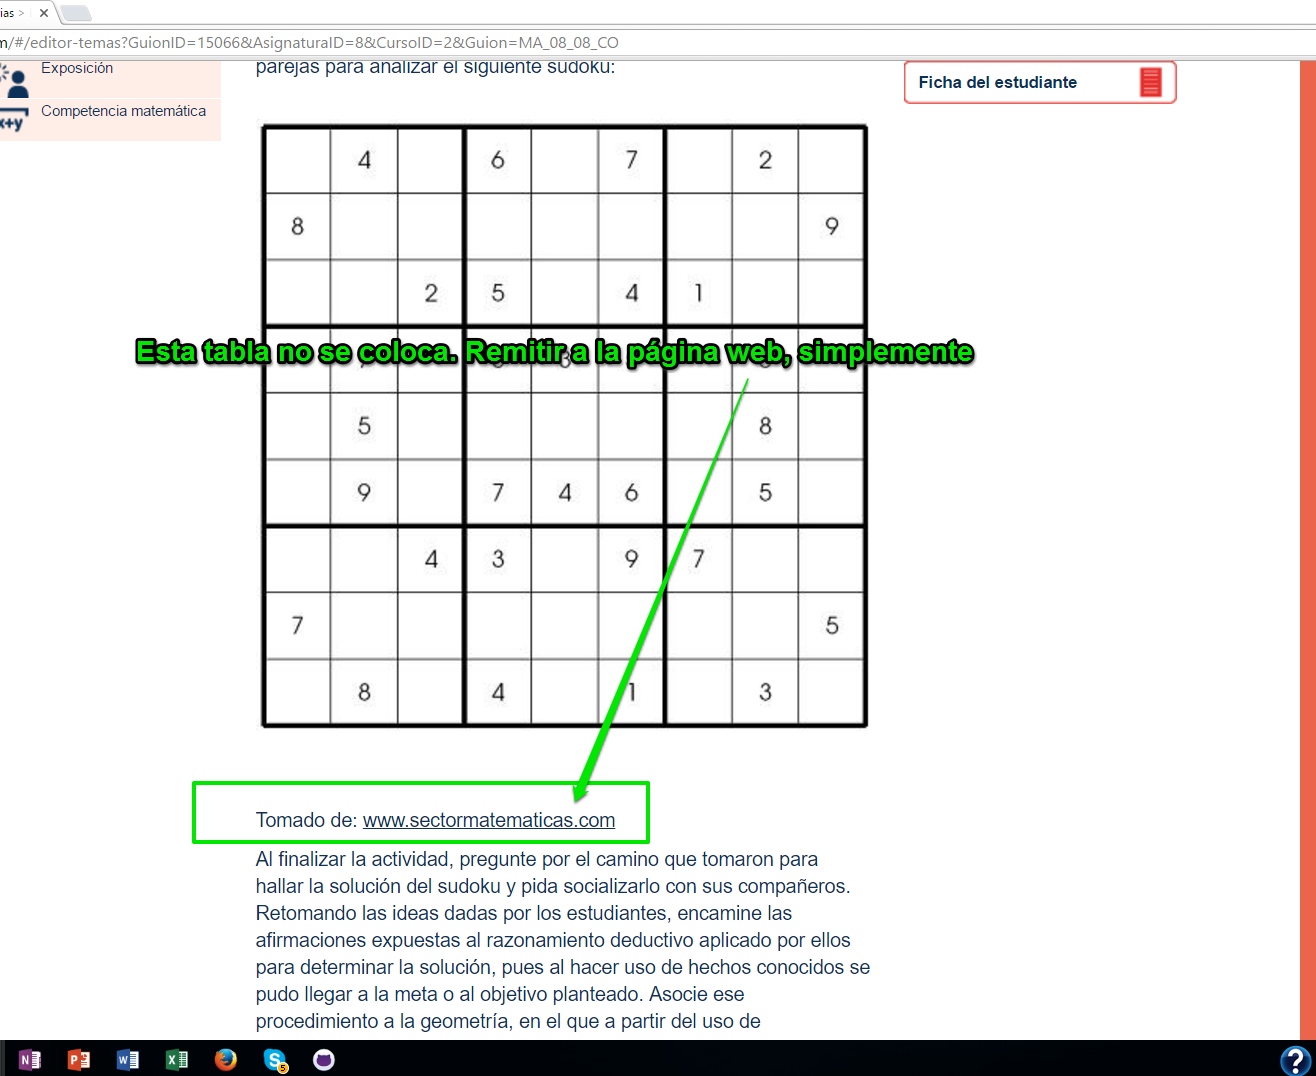 ias >
m/#/editor-temas?GuionID=15066&AsignaturaID=8&CursoID=2&Guion=MA_08_08_CO
Exposición
parejas para analizar el siguiente sudoku:
Ficha del estudiante
x+y
Competencia matemática
4 6 7 2
8 9
2 5 4 1
Esta tabla no se coloca. Remitir a la página web, simplemente
5 8
9 7 4 6 5
4 3 9 7
7 5
8 4 1 3
Tomado de: www.sectormatematicas.com
Al finalizar la actividad, pregunte por el camino que tomaron para
hallar la solución del sudoku y pida socializarlo con sus compañeros.
Retomando las ideas dadas por los estudiantes, encamine las
afirmaciones expuestas al razonamiento deductivo aplicado por ellos
para determinar la solución, pues al hacer uso de hechos conocidos se
pudo llegar a la meta o al objetivo planteado. Asocie ese
procedimiento a la geometría, en el que a partir del uso de
N P W X S 5 ?